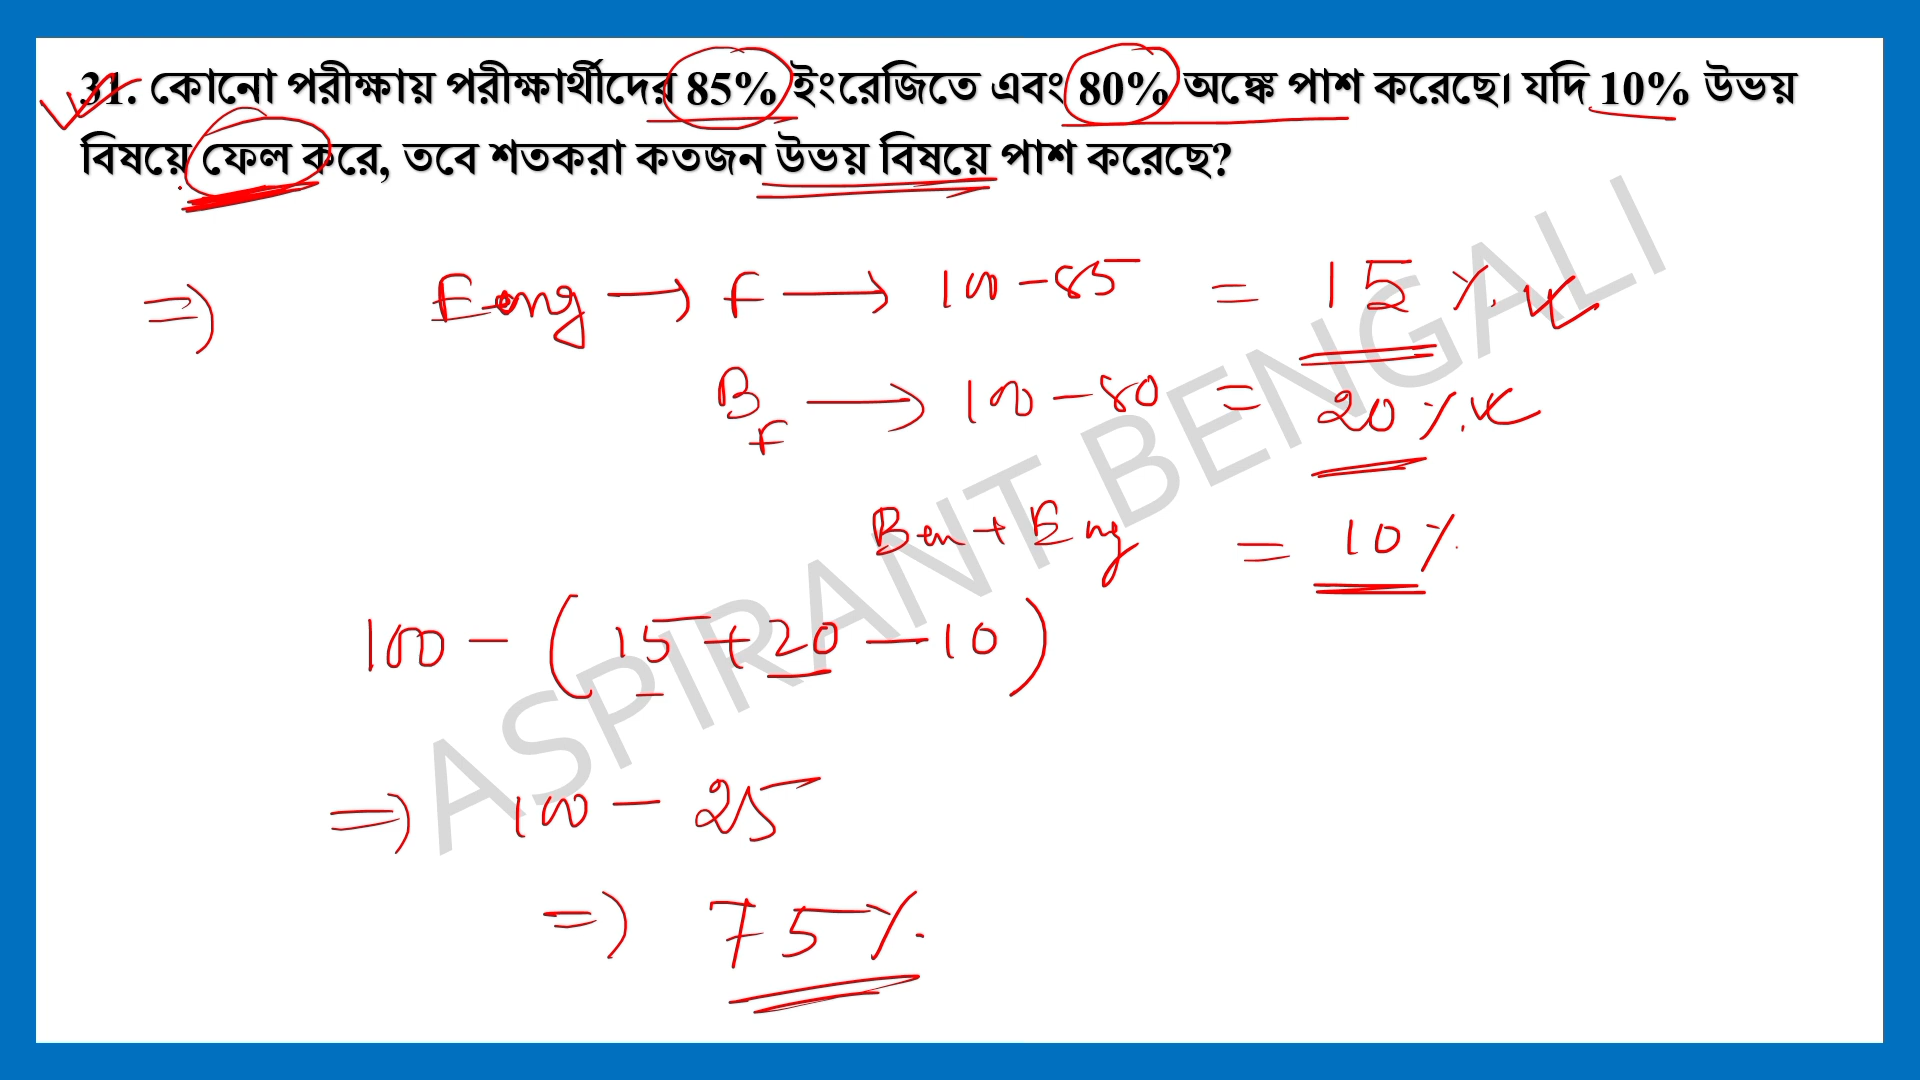 31. কোনো পরীক্ষায় পরীক্ষার্থীদের 85% ইংরেজিতে এবং 80% অঙ্কে পাশ করেছে। যদি 10% উভয়
বিষয়ে ফেল করে, তবে শতকরা কতজন উভয় বিষয়ে পাশ করেছে?
⇒) Eng → F → 100 - 85 = 15%
B F → 100 - 80 = 20%
Ben + Eng = 10%
100 - (15 + 20 - 10)
⇒) 100 - 25
⇒) 75%
ASPIRANT BENGALI